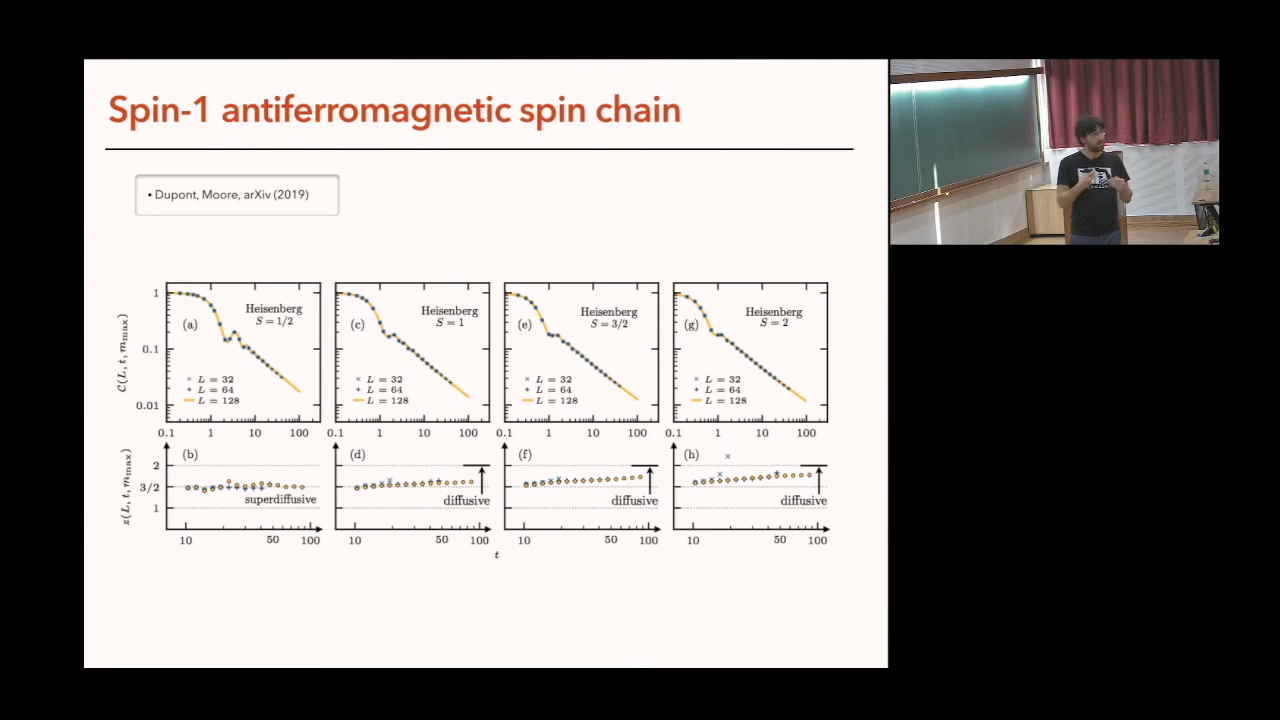 Spin-1 antiferromagnetic spin chain
• Dupont, Moore, arXiv (2019)
C(L, t, m_max)
1
0.1
0.01
(a)
Heisenberg
S = 1/2
× L = 32
+ L = 64
L = 128
0.1 1 10 100
(c)
Heisenberg
S = 1
× L = 32
+ L = 64
L = 128
0.1 1 10 100
(e)
Heisenberg
S = 3/2
× L = 32
+ L = 64
L = 128
0.1 1 10 100
(g)
Heisenberg
S = 2
× L = 32
+ L = 64
L = 128
0.1 1 10 100
z(L, t, m_max)
2
3/2
1
(b)
superdiffusive
10 50 100
(d)
diffusive
10 50 100
(f)
diffusive
10 50 100
(h)
diffusive
10 50 100
t